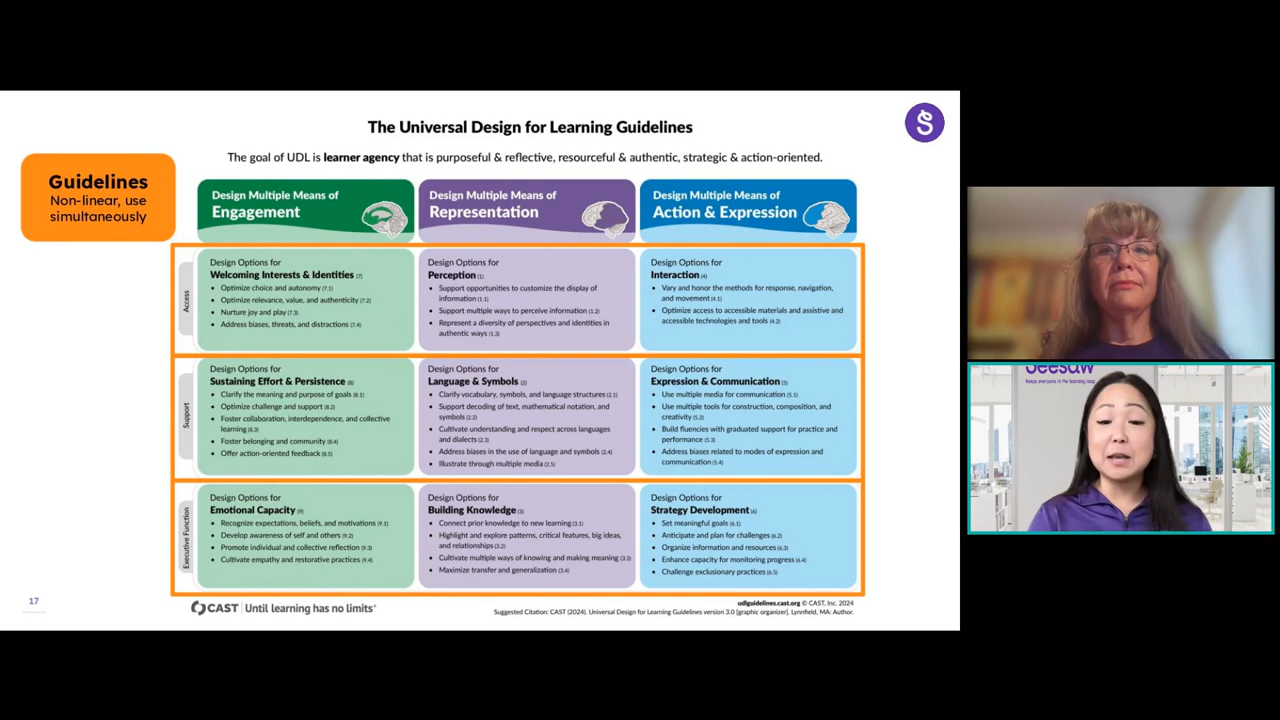 The Universal Design for Learning Guidelines
The goal of UDL is learner agency that is purposeful & reflective, resourceful & authentic, strategic & action-oriented.
Guidelines
Non-linear, use
simultaneously
Design Multiple Means of
Engagement
Design Multiple Means of
Representation
Design Multiple Means of
Action & Expression
Access
Design Options for
Welcoming Interests & Identities (7)
• Optimize choice and autonomy (7.1)
• Optimize relevance, value, and authenticity (7.2)
• Nurture joy and play (7.3)
• Address biases, threats, and distractions (7.4)
Design Options for
Perception (1)
• Support opportunities to customize the display of
information (1.1)
• Support multiple ways to perceive information (1.2)
• Represent a diversity of perspectives and identities in
authentic ways (1.3)
Design Options for
Interaction (4)
• Vary and honor the methods for response, navigation,
and movement (4.1)
• Optimize access to accessible materials and assistive and
accessible technologies and tools (4.2)
Support
Design Options for
Sustaining Effort & Persistence (8)
• Clarify the meaning and purpose of goals (8.1)
• Optimize challenge and support (8.2)
• Foster collaboration, interdependence, and collective
learning (8.3)
• Foster belonging and community (8.4)
• Offer action-oriented feedback (8.5)
Design Options for
Language & Symbols (2)
• Clarify vocabulary, symbols, and language structures (2.1)
• Support decoding of text, mathematical notation, and
symbols (2.2)
• Cultivate understanding and respect across languages
and dialects (2.3)
• Address biases in the use of language and symbols (2.4)
• Illustrate through multiple media (2.5)
Design Options for
Expression & Communication (5)
• Use multiple media for communication (5.1)
• Use multiple tools for construction, composition, and
creativity (5.2)
• Build fluencies with graduated support for practice and
performance (5.3)
• Address biases related to modes of expression and
communication (5.4)
Executive Function
Design Options for
Emotional Capacity (9)
• Recognize expectations, beliefs, and motivations (9.1)
• Develop awareness of self and others (9.2)
• Promote individual and collective reflection (9.3)
• Cultivate empathy and restorative practices (9.4)
Design Options for
Building Knowledge (3)
• Connect prior knowledge to new learning (3.1)
• Highlight and explore patterns, critical features, big ideas,
and relationships (3.2)
• Cultivate multiple ways of knowing and making meaning (3.3)
• Maximize transfer and generalization (3.4)
Design Options for
Strategy Development (6)
• Set meaningful goals (6.1)
• Anticipate and plan for challenges (6.2)
• Organize information and resources (6.3)
• Enhance capacity for monitoring progress (6.4)
• Challenge exclusionary practices (6.5)
17
CAST | Until learning has no limits®
udlguidelines.cast.org © CAST, Inc. 2024
Suggested Citation: CAST (2024). Universal Design for Learning Guidelines version 3.0 [graphic organizer]. Lynnfield, MA: Author.
S
Seesaw
Keeps everyone in the learning loop